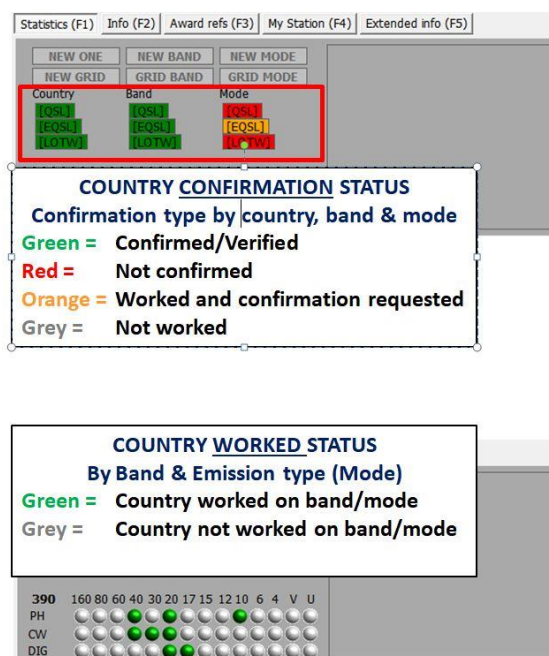 Statistics (F1) Info (F2) Award refs (F3) My Station (F4) Extended info (F5)
NEW ONE NEW BAND NEW MODE
NEW GRID GRID BAND GRID MODE
Country Band Mode
[QSL] [QSL] [QSL]
[EQSL] [EQSL] [EQSL]
[LOTW] [LOTW] [LOTW]
COUNTRY CONFIRMATION STATUS
Confirmation type by country, band & mode
Green = Confirmed/Verified
Red = Not confirmed
Orange = Worked and confirmation requested
Grey = Not worked
COUNTRY WORKED STATUS
By Band & Emission type (Mode)
Green = Country worked on band/mode
Grey = Country not worked on band/mode
390 160 80 60 40 30 20 17 15 12 10 6 4 V U
PH
CW
DIG